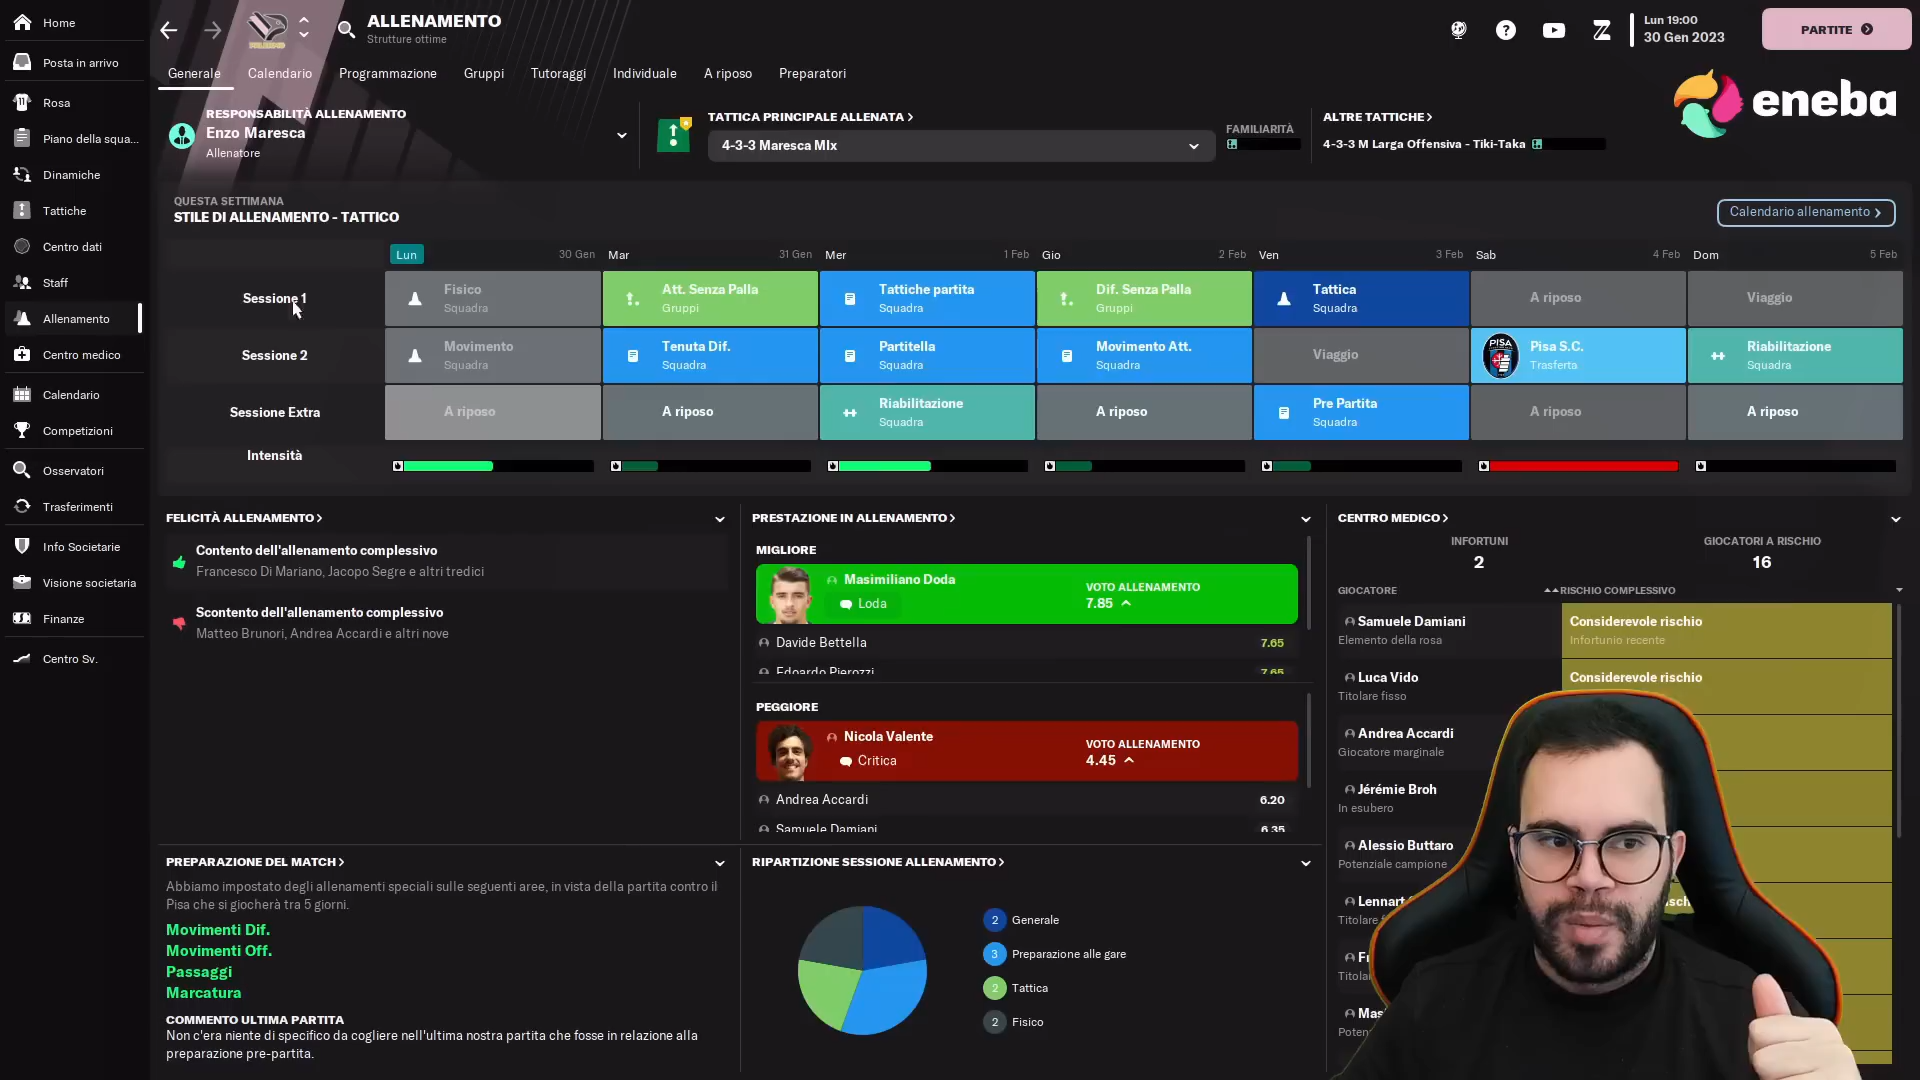 Home
Posta in arrivo
Rosa
Piano della squa...
Dinamiche
Tattiche
Centro dati
Staff
Allenamento
Centro medico
Calendario
Competizioni
Osservatori
Trasferimenti
Info Societarie
Visione societaria
Finanze
Centro Sv.
PALERMO
ALLENAMENTO
Strutture ottime
Lun 19:00
30 Gen 2023
PARTITE
Generale Calendario Programmazione Gruppi Tutoraggi Individuale A riposo Preparatori
eneba
RESPONSABILITÀ ALLENAMENTO
Enzo Maresca
Allenatore
TATTICA PRINCIPALE ALLENATA
4-3-3 Maresca MIx
FAMILIARITÀ
ALTRE TATTICHE
4-3-3 M Larga Offensiva - Tiki-Taka
QUESTA SETTIMANA
STILE DI ALLENAMENTO - TATTICO
Calendario allenamento
Lun 30 Gen Mar 31 Gen Mer 1 Feb Gio 2 Feb Ven 3 Feb Sab 4 Feb Dom 5 Feb
Sessione 1
Fisico
Squadra
Att. Senza Palla
Gruppi
Tattiche partita
Squadra
Dif. Senza Palla
Gruppi
Tattica
Squadra
A riposo
Viaggio
Sessione 2
Movimento
Squadra
Tenuta Dif.
Squadra
Partitella
Squadra
Movimento Att.
Squadra
Viaggio
PISA
Pisa S.C.
Trasferta
Riabilitazione
Squadra
Sessione Extra
A riposo
A riposo
Riabilitazione
Squadra
A riposo
Pre Partita
Squadra
A riposo
A riposo
Intensità
FELICITÀ ALLENAMENTO
Contento dell'allenamento complessivo
Francesco Di Mariano, Jacopo Segre e altri tredici
Scontento dell'allenamento complessivo
Matteo Brunori, Andrea Accardi e altri nove
PRESTAZIONE IN ALLENAMENTO
MIGLIORE
Masimiliano Doda
Loda
VOTO ALLENAMENTO
7.85
Davide Bettella 7.65
Edoardo Pierozzi 7.65
PEGGIORE
Nicola Valente
Critica
VOTO ALLENAMENTO
4.45
Andrea Accardi 6.20
Samuele Damiani 6.35
CENTRO MEDICO
INFORTUNI
2
GIOCATORI A RISCHIO
16
GIOCATORE RISCHIO COMPLESSIVO
Samuele Damiani
Elemento della rosa
Considerevole rischio
Infortunio recente
Luca Vido
Titolare fisso
Considerevole rischio
Andrea Accardi
Giocatore marginale
Jérémie Broh
In esubero
Alessio Buttaro
Potenziale campione
Lennart
PREPARAZIONE DEL MATCH
Abbiamo impostato degli allenamenti speciali sulle seguenti aree, in vista della partita contro il
Pisa che si giocherà tra 5 giorni.
Movimenti Dif.
Movimenti Off.
Passaggi
Marcatura
COMMENTO ULTIMA PARTITA
Non c'era niente di specifico da cogliere nell'ultima nostra partita che fosse in relazione alla
preparazione pre-partita.
RIPARTIZIONE SESSIONE ALLENAMENTO
2 Generale
3 Preparazione alle gare
2 Tattica
2 Fisico